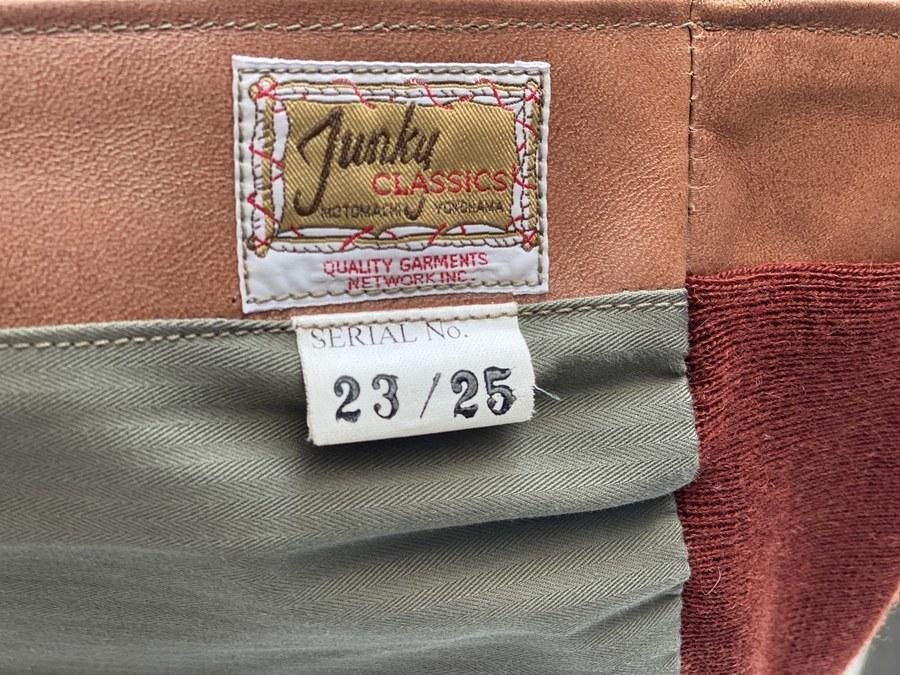 Junky
CLASSICS
MOTOMACHI YOKOHAMA
QUALITY GARMENTS
NETWORK INC.
SERIAL No.
23/25